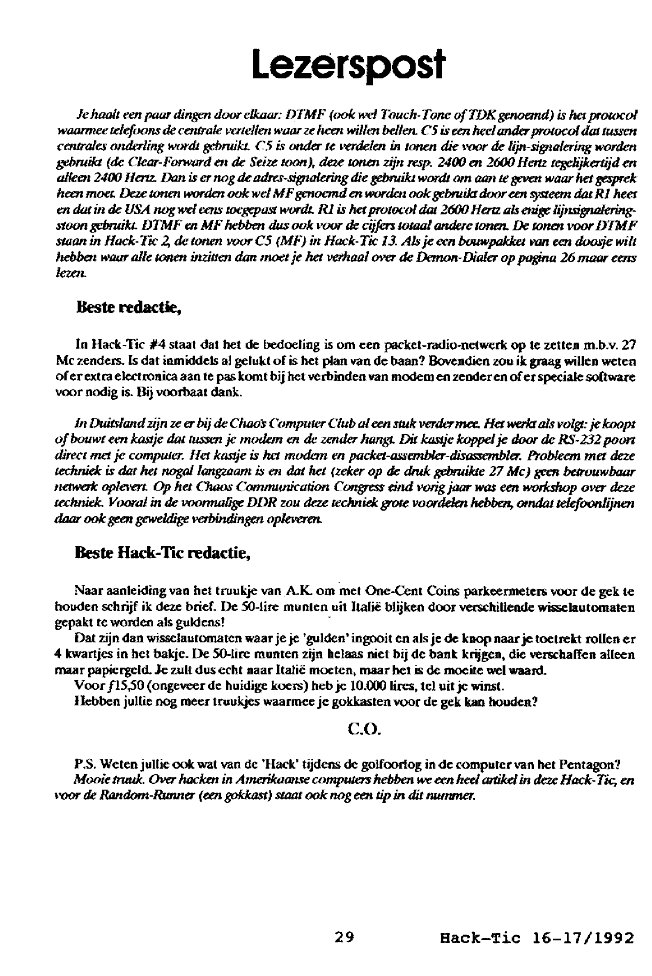 Lezerspost
Je haalt een paar dingen door elkaar: DTMF (ook wel Touch-Tone of TDK genoemd) is het protocol
waarmee telefoons de centrale vertellen waar ze heen willen bellen. C5 is een heel ander protocol dat tussen
centrales onderling wordt gebruikt. C5 is onder te verdelen in tonen die voor de lijn-signalering worden
gebruikt (de Clear-Forward en de Seize toon), deze tonen zijn resp. 2400 en 2600 Hertz tegelijkertijd en
alleen 2400 Hertz. Dan is er nog de adres-signalering die gebruikt wordt om aan te geven waar het gesprek
heen moet. Deze tonen worden ook wel MF genoemd en worden ook gebruikt door een systeem dat R1 heet
en dat in de USA nog wel eens toegepast wordt. R1 is het protocol dat 2600 Hertz als enige lijnsignalering-
stoon gebruikt. DTMF en MF hebben dus ook voor de cijfers totaal andere tonen. De tonen voor DTMF
staan in Hack-Tic 2, de tonen voor C5 (MF) in Hack-Tic 13. Als je een bouwpakket van een doosje wilt
hebben waar alle tonen inzitten dan moet je het verhaal over de Demon-Dialer op pagina 26 maar eens
lezen.
Beste redactie,
In Hack-Tic #4 staat dat het de bedoeling is om een packet-radio-netwerk op te zetten m.b.v. 27
Mc zenders. Is dat inmiddels al gelukt of is het plan van de baan? Bovendien zou ik graag willen weten
of er extra electronica aan te pas komt bij het verbinden van modem en zender en of er speciale software
voor nodig is. Bij voorbaat dank.
In Duitsland zijn ze er bij de Chaos Computer Club al een stuk verder mee. Het werkt als volgt: je koopt
of bouwt een kastje dat tussen je modem en de zender hangt. Dit kastje koppel je door de RS-232 poort
direct met je computer. Het kastje is het modem en packet-assembler-disassembler. Probleem met deze
techniek is dat het nogal langzaam is en dat het (zeker op de druk gebruikte 27 Mc) geen betrouwbaar
netwerk oplevert. Op het Chaos Communication Congress eind vorig jaar was een workshop over deze
techniek. Vooral in de voormalige DDR zou deze techniek grote voordelen hebben, omdat telefoonlijnen
daar ook geen geweldige verbindingen opleveren.
Beste Hack-Tic redactie,
Naar aanleiding van het truukje van A.K. om met One-Cent Coins parkeermeters voor de gek te
houden schrijf ik deze brief. De 50-lire munten uit Italië blijken door verschillende wisselautomaten
gepakt te worden als guldens!
Dat zijn dan wisselautomaten waar je je 'gulden' ingooit en als je de knop naar je toetrekt rollen er
4 kwartjes in het bakje. De 50-lire munten zijn helaas niet bij de bank krijgen, die verschaffen alleen
maar papiergeld. Je zult dus echt naar Italië moeten, maar het is de moeite wel waard.
Voor ƒ15,50 (ongeveer de huidige koers) heb je 10.000 lires, tel uit je winst.
Hebben jullie nog meer truukjes waarmee je gokkasten voor de gek kan houden?
C.O.
P.S. Weten jullie ook wat van de 'Hack' tijdens de golfoorlog in de computer van het Pentagon?
Mooie truuk. Over hacken in Amerikaanse computers hebben we een heel artikel in deze Hack-Tic, en
voor de Random-Runner (een gokkast) staat ook nog een tip in dit nummer.
29 Hack-Tic 16-17/1992